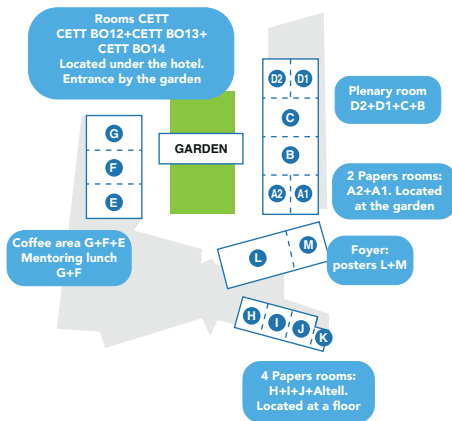 Rooms CETT
CETT BO12+CETT BO13+
CETT BO14
Located under the hotel.
Entrance by the garden
D2
D1
Plenary room
D2+D1+C+B
C
G
GARDEN
B
F
2 Papers rooms:
A2+A1. Located
at the garden
E
A2
A1
Coffee area G+F+E
Mentoring lunch
G+F
L
M
Foyer:
posters L+M
H
I
J
K
4 Papers rooms:
H+I+J+Altell.
Located at a floor